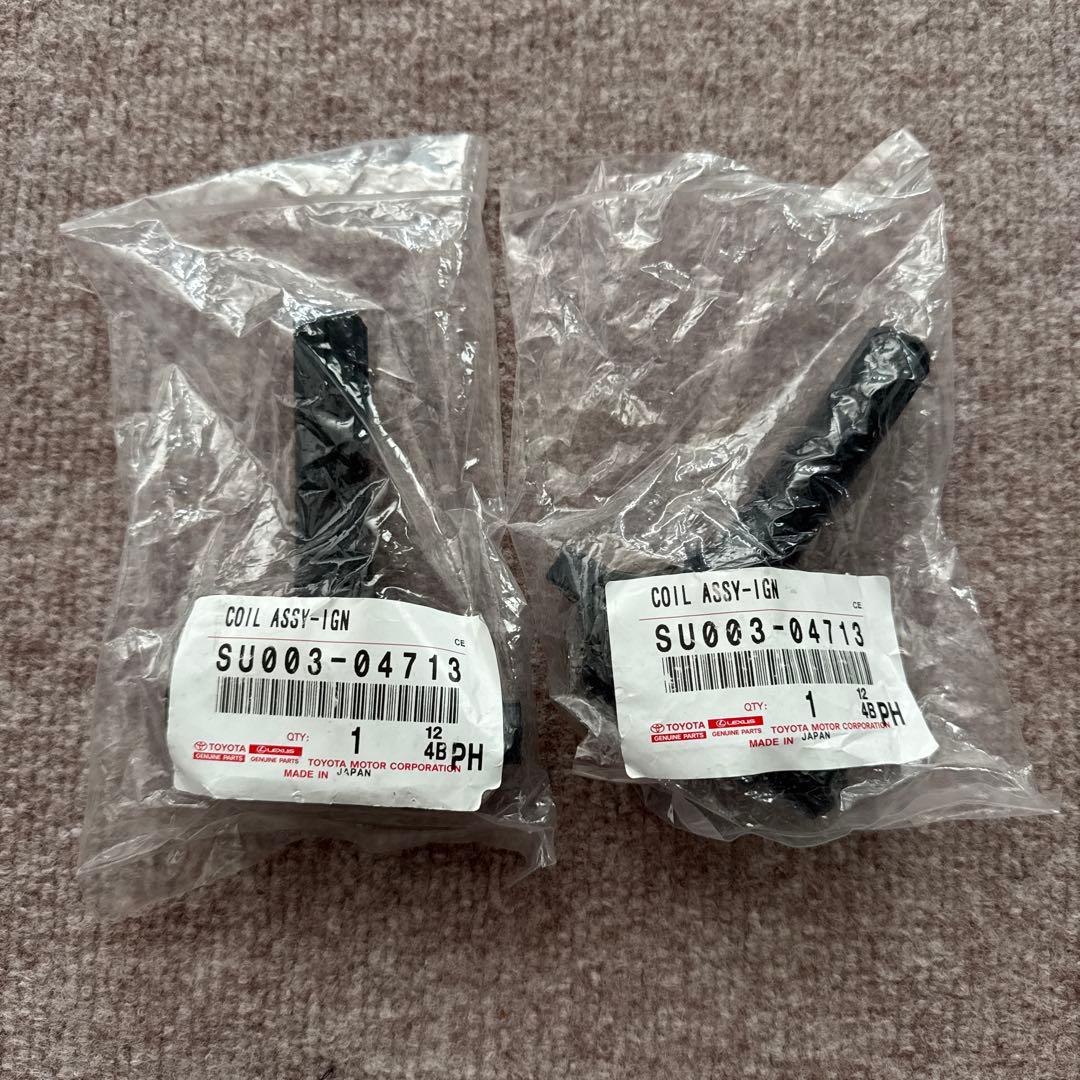 COIL ASSY-IGN
CE
SU003-04713
QTY: 1 12
4B PH
TOYOTA LEXUS
GENUINE PARTS GENUINE PARTS
TOYOTA MOTOR CORPORATION
MADE IN JAPAN
COIL ASSY-IGN
CE
SU003-04713
QTY: 1 12
4B PH
TOYOTA LEXUS
GENUINE PARTS GENUINE PARTS
TOYOTA MOTOR CORPORATION
MADE IN JAPAN